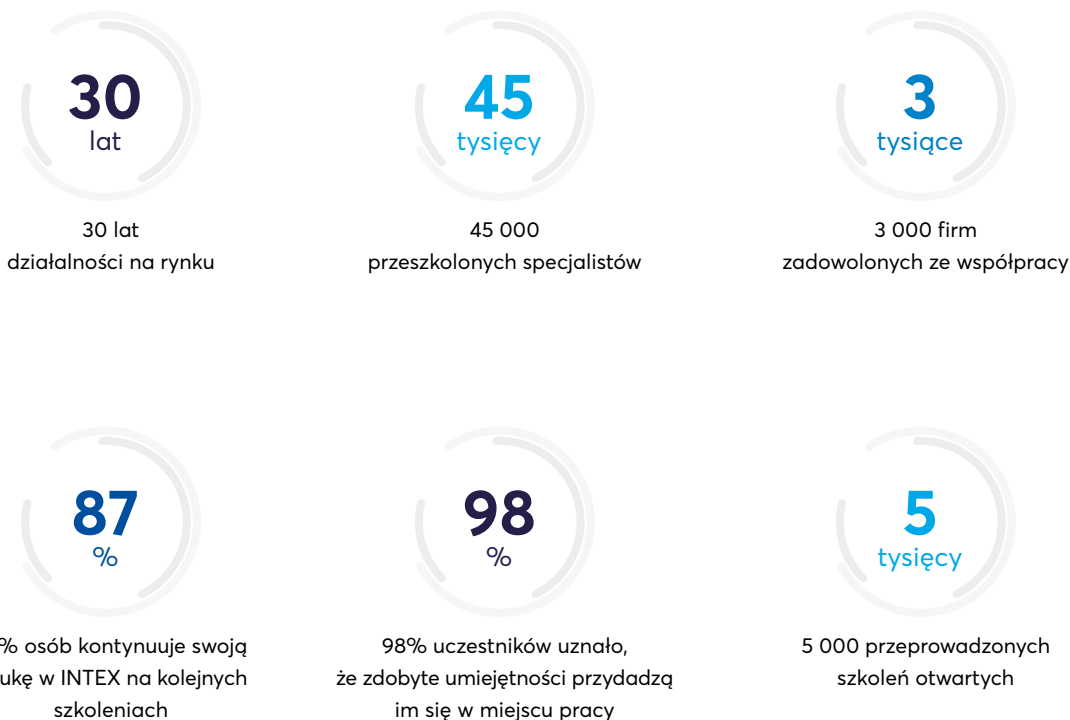 30
lat
30 lat
działalności na rynku
45
tysięcy
45 000
przeszkolonych specjalistów
3
tysiące
3 000 firm
zadowolonych ze współpracy
87
%
% osób kontynuuje swoją
ukę w INTEX na kolejnych
szkoleniach
98
%
98% uczestników uznało,
że zdobyte umiejętności przydadzą
im się w miejscu pracy
5
tysięcy
5 000 przeprowadzonych
szkoleń otwartych